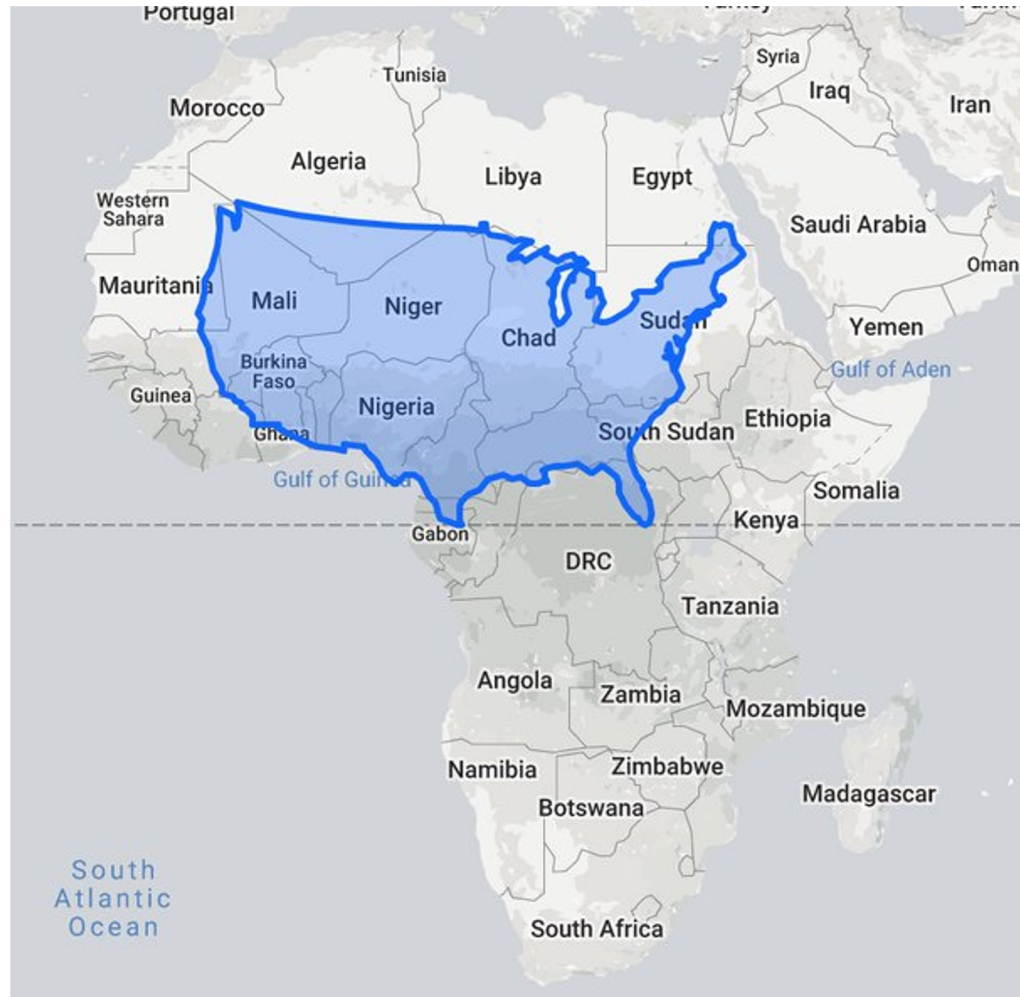 Portugal
Syria
Tunisia
Iraq
Iran
Morocco
Algeria
Libya
Egypt
Western
Sahara
Saudi Arabia
Oman
Mauritania
Mali
Niger
Chad
Sudan
Yemen
Burkina
Faso
Gulf of Aden
Guinea
Nigeria
Ethiopia
Ghana
South Sudan
Gulf of Guinea
Somalia
Kenya
Gabon
DRC
Tanzania
Angola
Zambia
Mozambique
Namibia
Zimbabwe
Madagascar
Botswana
South
Atlantic
Ocean
South Africa